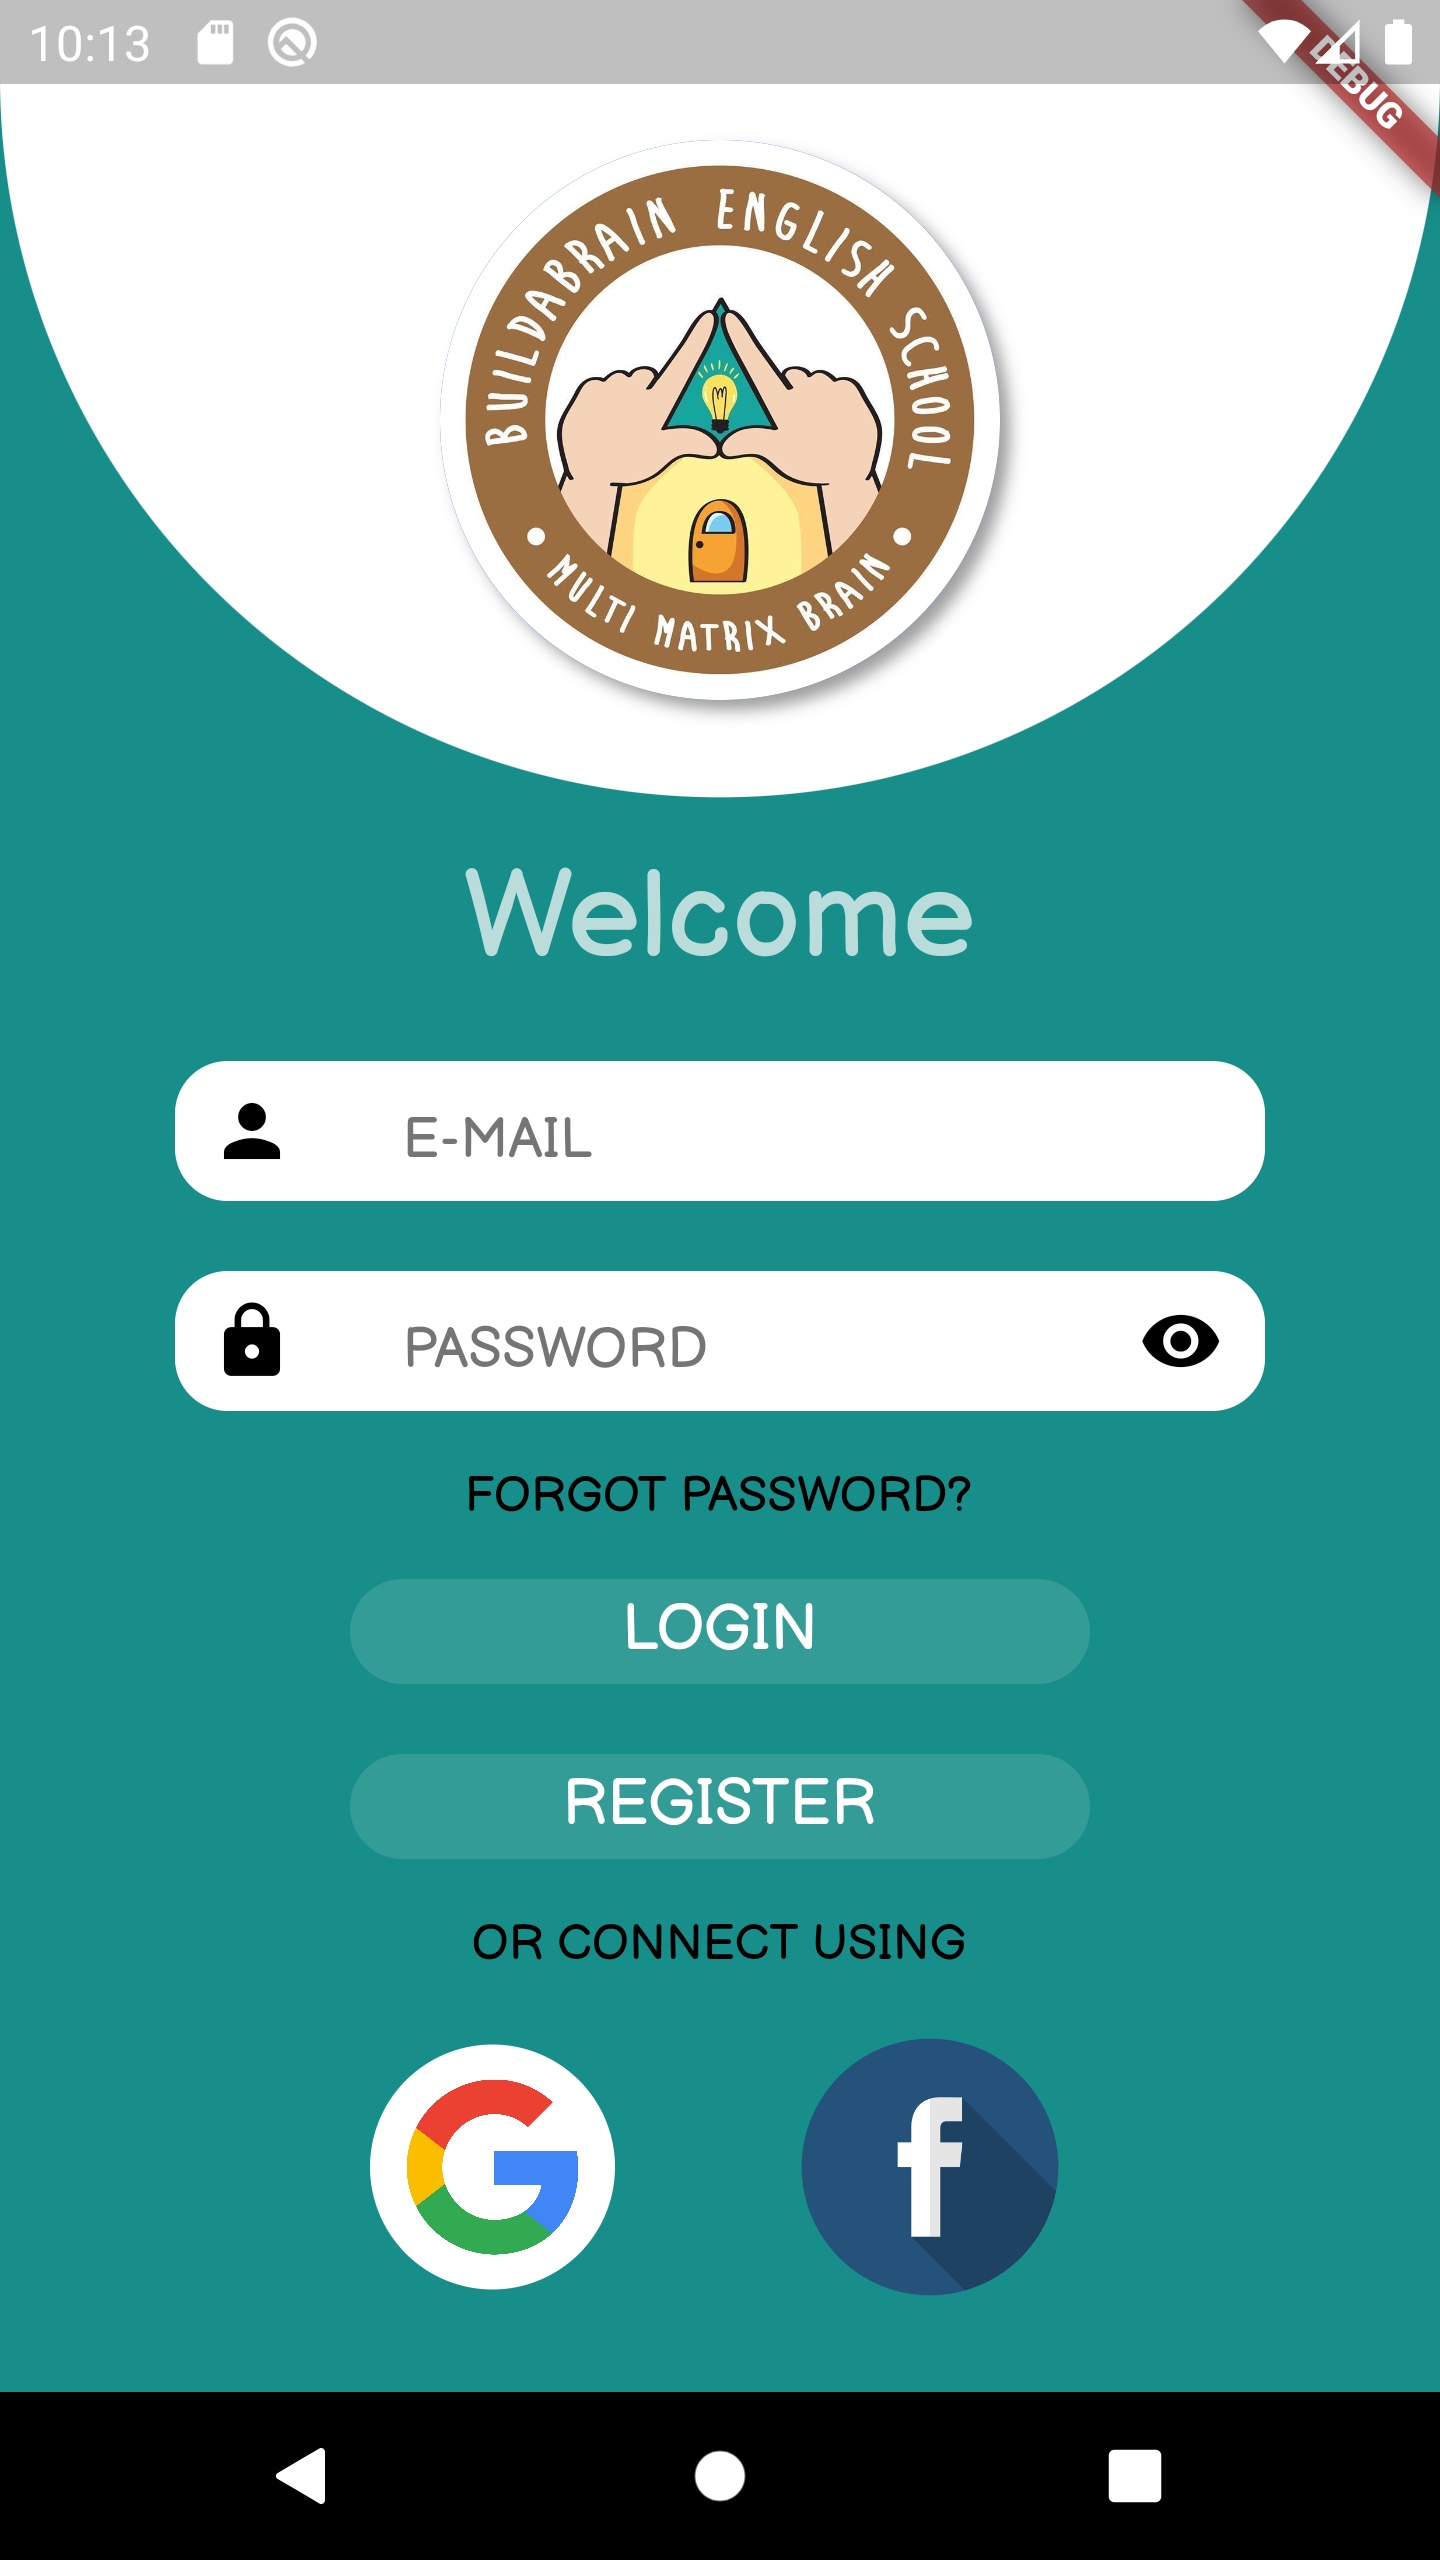 10:13
DEBUG
BUILDABRAIN ENGLISH SCHOOL
• MULTI MATRIX BRAIN •
Welcome
E-MAIL
PASSWORD
FORGOT PASSWORD?
LOGIN
REGISTER
OR CONNECT USING